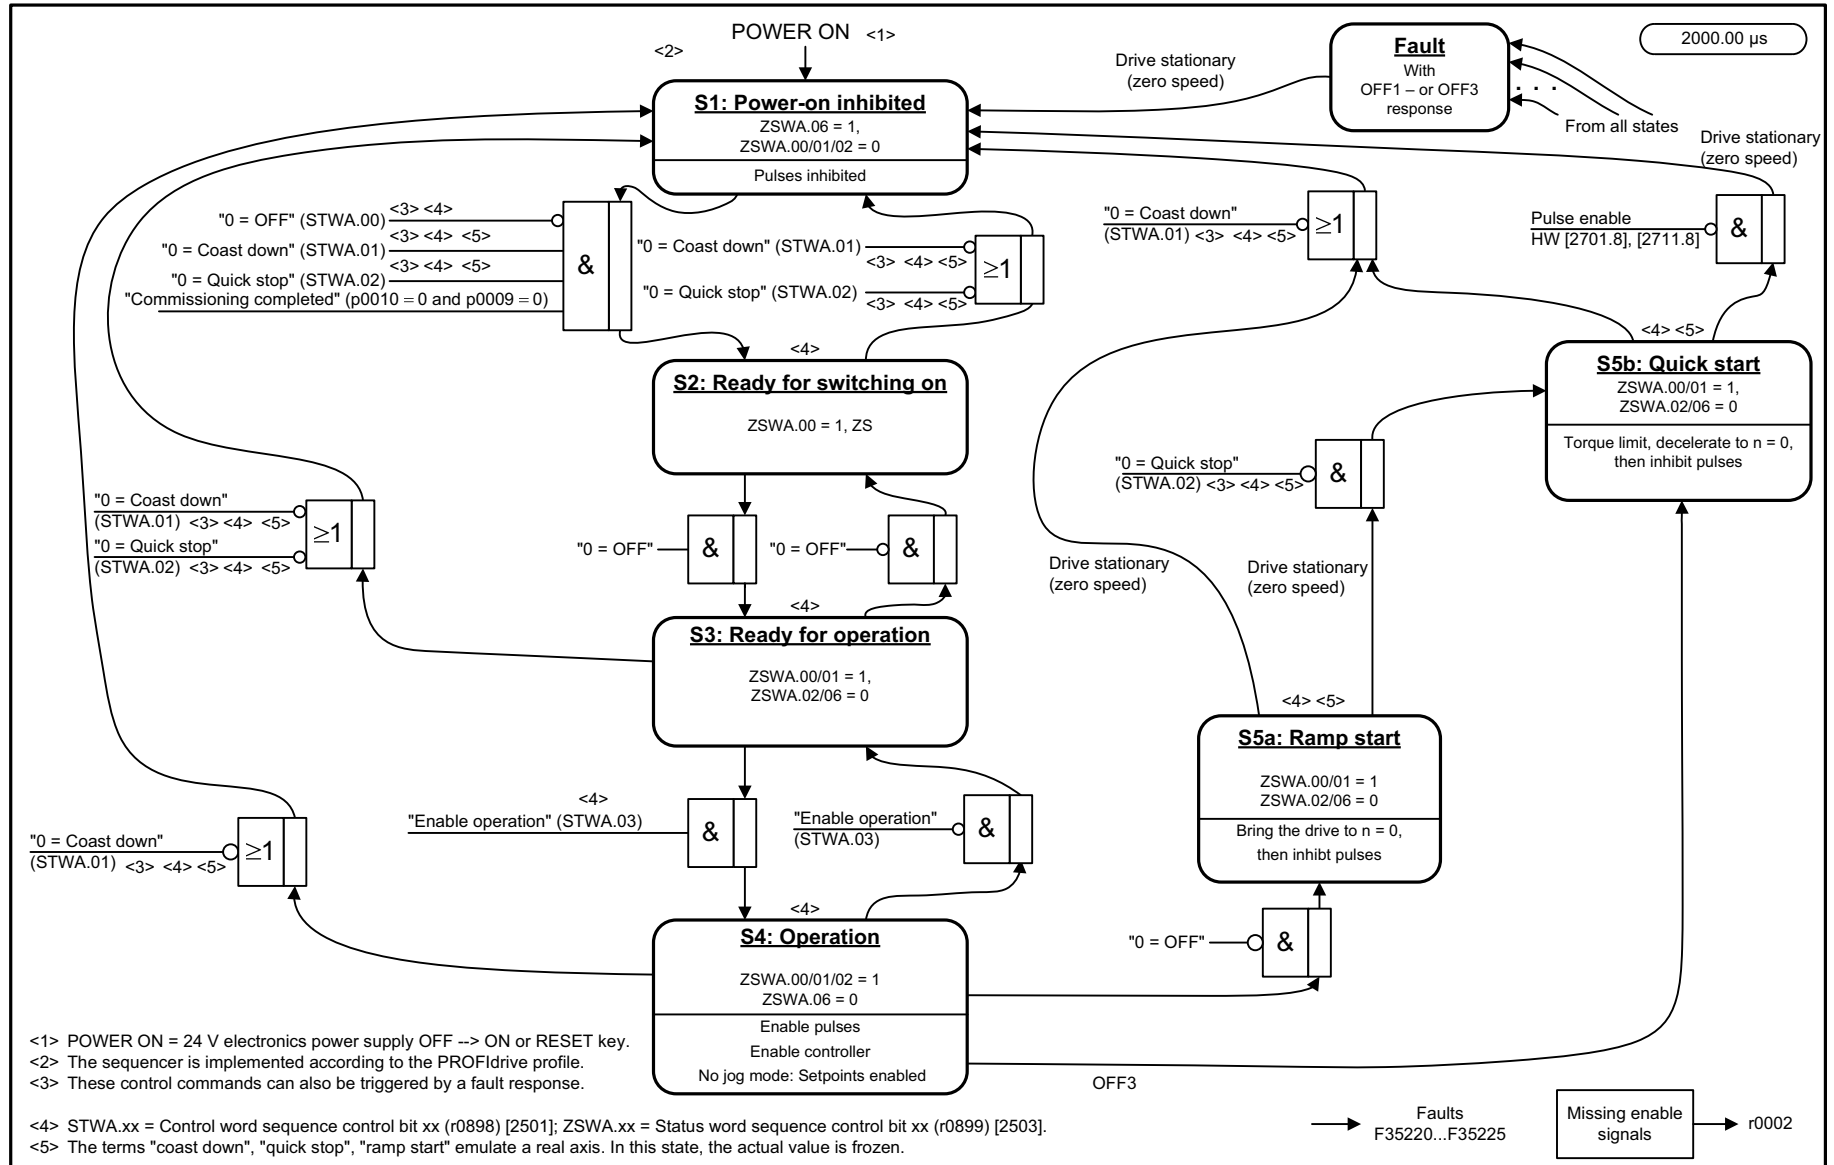 POWER ON <1>
<2>
S1: Power-on inhibited
ZSWA.06 = 1,
ZSWA.00/01/02 = 0
Pulses inhibited
Drive stationary
(zero speed)
Fault
With
OFF1 – or OFF3
response
. . .
From all states
2000.00 µs
Drive stationary
(zero speed)
<3> <4>
"0 = OFF" (STWA.00)
<3> <4> <5>
"0 = Coast down" (STWA.01)
<3> <4> <5>
"0 = Quick stop" (STWA.02)
"Commissioning completed" (p0010 = 0 and p0009 = 0)
&
"0 = Coast down" (STWA.01)
<3> <4> <5>
"0 = Quick stop" (STWA.02)
<3> <4> <5>
≥1
"0 = Coast down"
(STWA.01) <3> <4> <5>
≥1
Pulse enable
HW [2701.8], [2711.8]
&
<4>
S2: Ready for switching on
ZSWA.00 = 1, ZS
<4> <5>
S5b: Quick start
ZSWA.00/01 = 1,
ZSWA.02/06 = 0
Torque limit, decelerate to n = 0,
then inhibit pulses
"0 = Quick stop"
(STWA.02) <3> <4> <5>
&
"0 = Coast down"
(STWA.01) <3> <4> <5>
"0 = Quick stop"
(STWA.02) <3> <4> <5>
≥1
"0 = OFF"
&
"0 = OFF"
&
Drive stationary
(zero speed)
Drive stationary
(zero speed)
<4>
S3: Ready for operation
ZSWA.00/01 = 1,
ZSWA.02/06 = 0
<4> <5>
S5a: Ramp start
ZSWA.00/01 = 1
ZSWA.02/06 = 0
Bring the drive to n = 0,
then inhibt pulses
<4>
"Enable operation" (STWA.03)
&
"Enable operation"
(STWA.03)
&
"0 = Coast down"
(STWA.01) <3> <4> <5>
≥1
<4>
S4: Operation
ZSWA.00/01/02 = 1
ZSWA.06 = 0
Enable pulses
Enable controller
No jog mode: Setpoints enabled
"0 = OFF"
&
OFF3
<1> POWER ON = 24 V electronics power supply OFF --> ON or RESET key.
<2> The sequencer is implemented according to the PROFIdrive profile.
<3> These control commands can also be triggered by a fault response.
<4> STWA.xx = Control word sequence control bit xx (r0898) [2501]; ZSWA.xx = Status word sequence control bit xx (r0899) [2503].
<5> The terms "coast down", "quick stop", "ramp start" emulate a real axis. In this state, the actual value is frozen.
Faults
F35220...F35225
Missing enable
signals
r0002